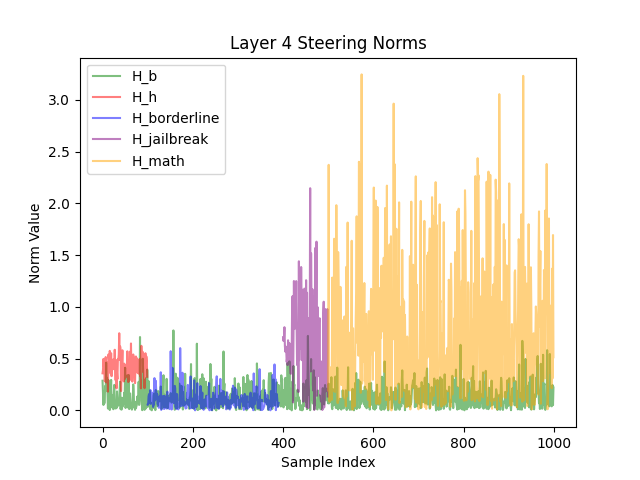 Layer 4 Steering Norms
H_b
H_h
H_borderline
H_jailbreak
H_math
Norm Value
3.0
2.5
2.0
1.5
1.0
0.5
0.0
0
200
400
600
800
1000
Sample Index